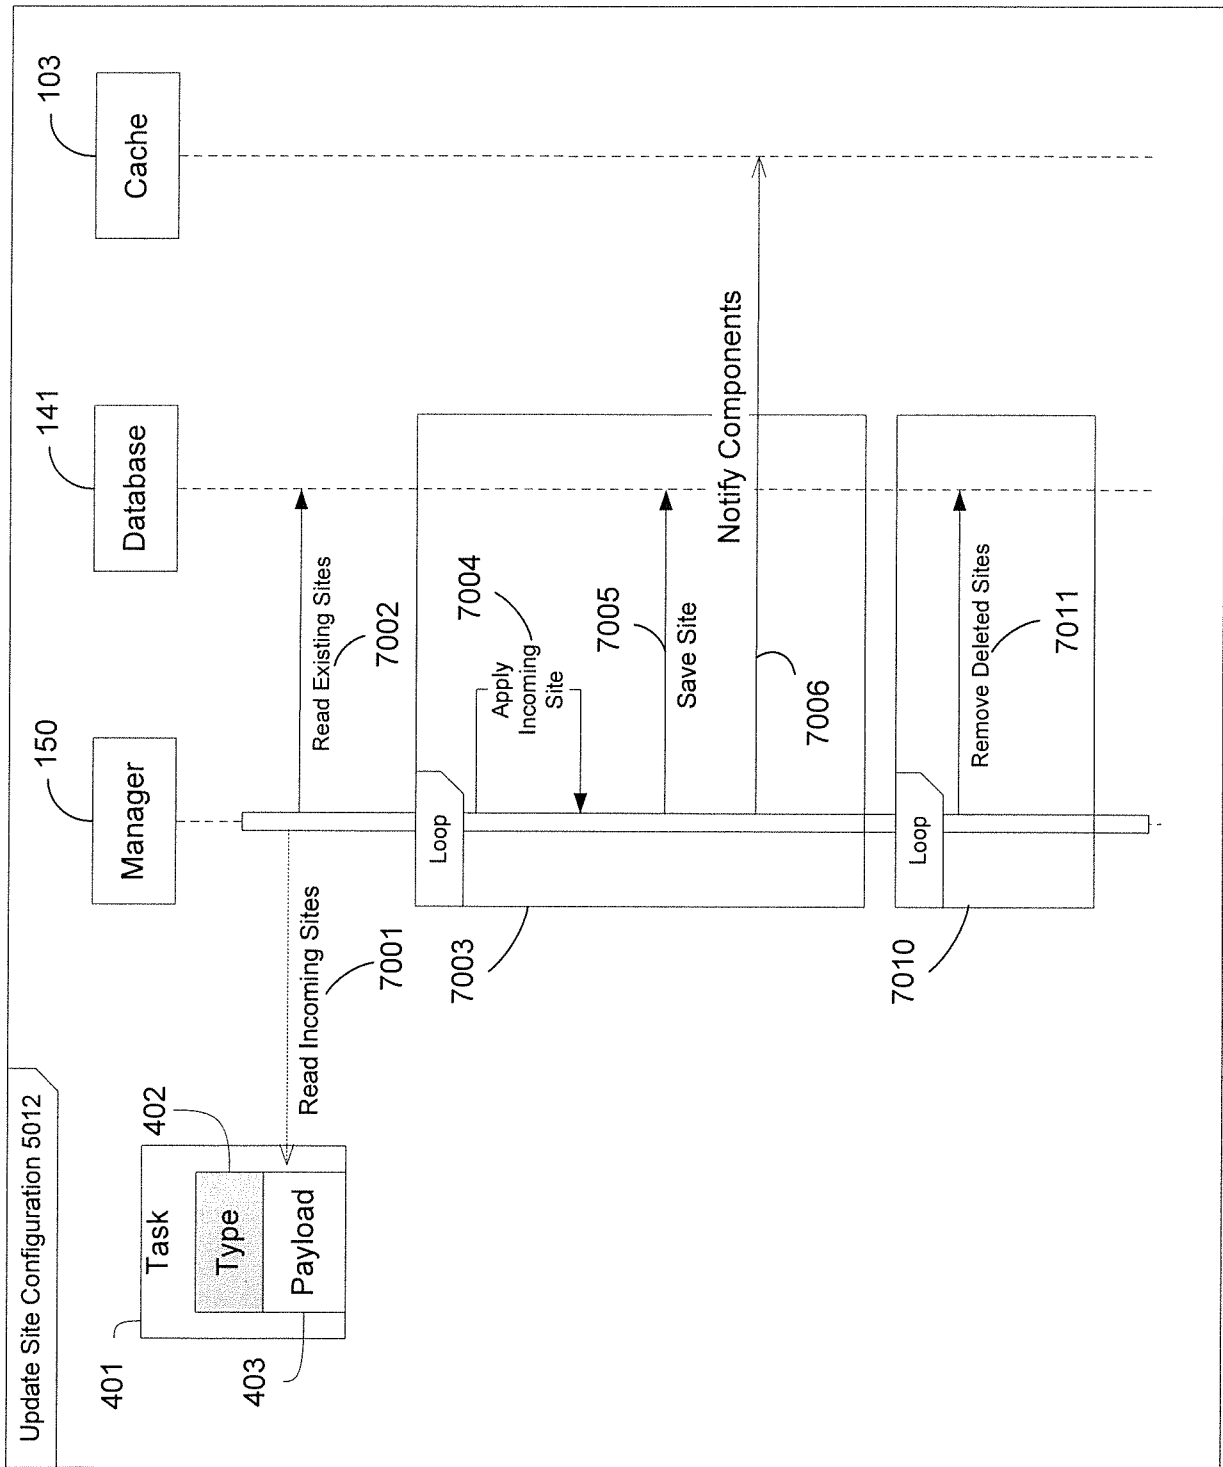 Update Site Configuration 5012
401
Task
Type
402
Payload
403
Manager
150
Database
141
Cache
103
Read Incoming Sites
7001
Read Existing Sites
7002
Loop
7003
Apply
Incoming
Site
7004
7005
Save Site
Notify Components
7006
Loop
7010
Remove Deleted Sites
7011